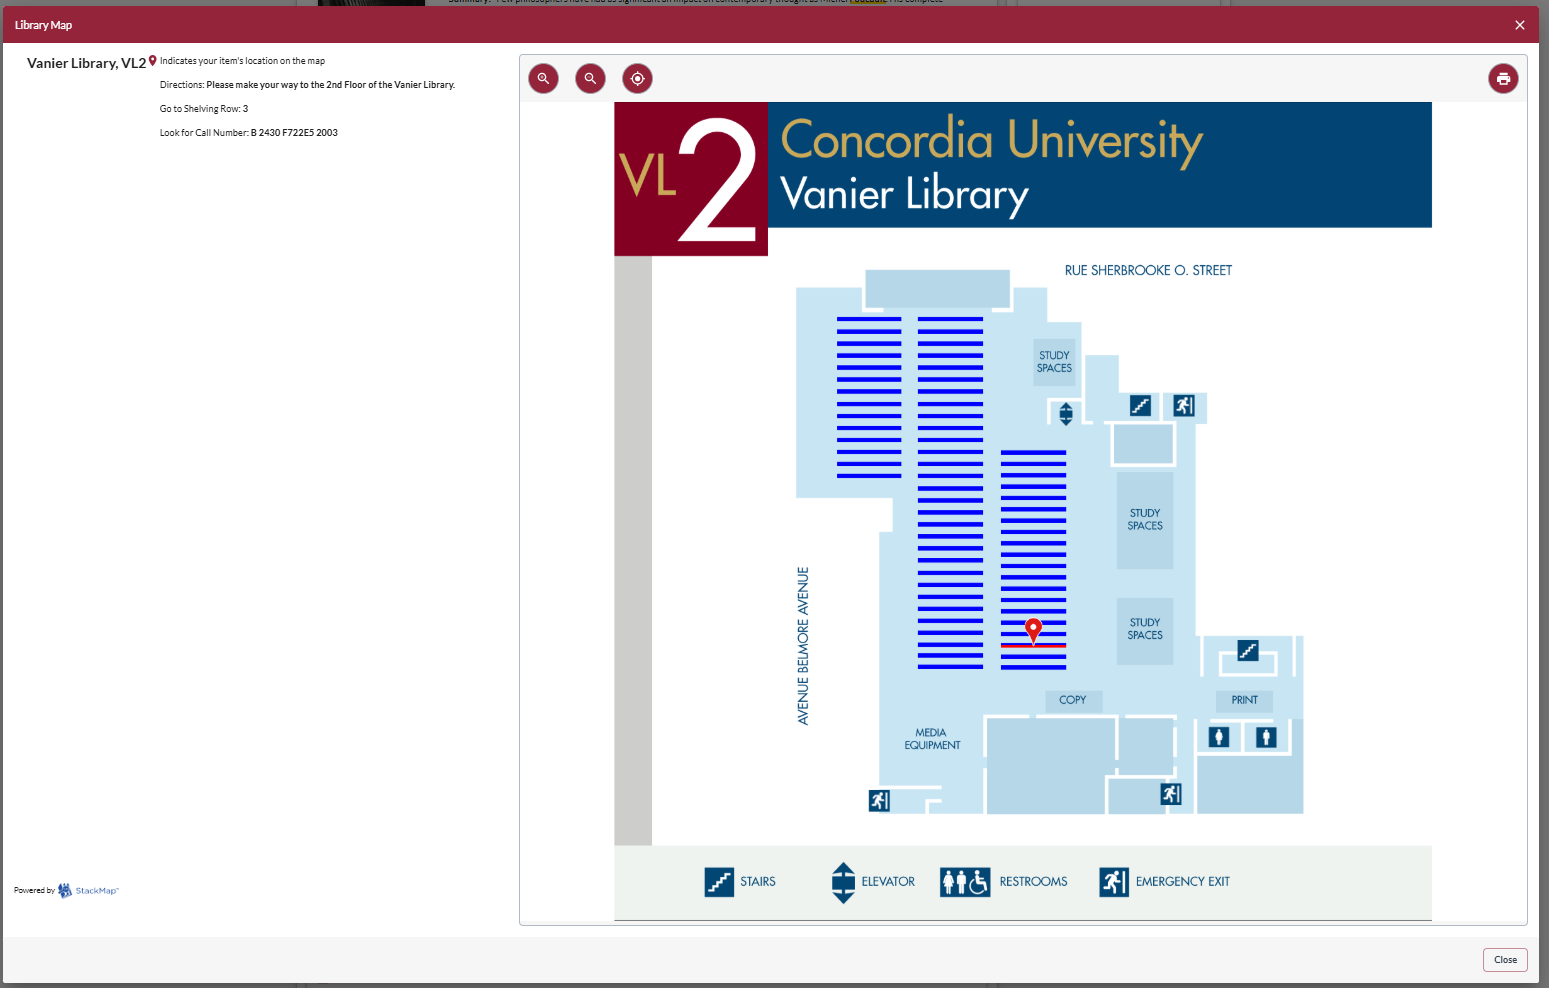 Library Map
Vanier Library, VL2
Indicates your item's location on the map
Directions: Please make your way to the 2nd Floor of the Vanier Library.
Go to Shelving Row: 3
Look for Call Number: B 2430 F722E5 2003
VL2
Concordia University
Vanier Library
RUE SHERBROOKE O. STREET
STUDY
SPACES
STUDY
SPACES
AVENUE BELMORE AVENUE
STUDY
SPACES
COPY
PRINT
MEDIA
EQUIPMENT
STAIRS
ELEVATOR
RESTROOMS
EMERGENCY EXIT
Powered by StackMap™
Close